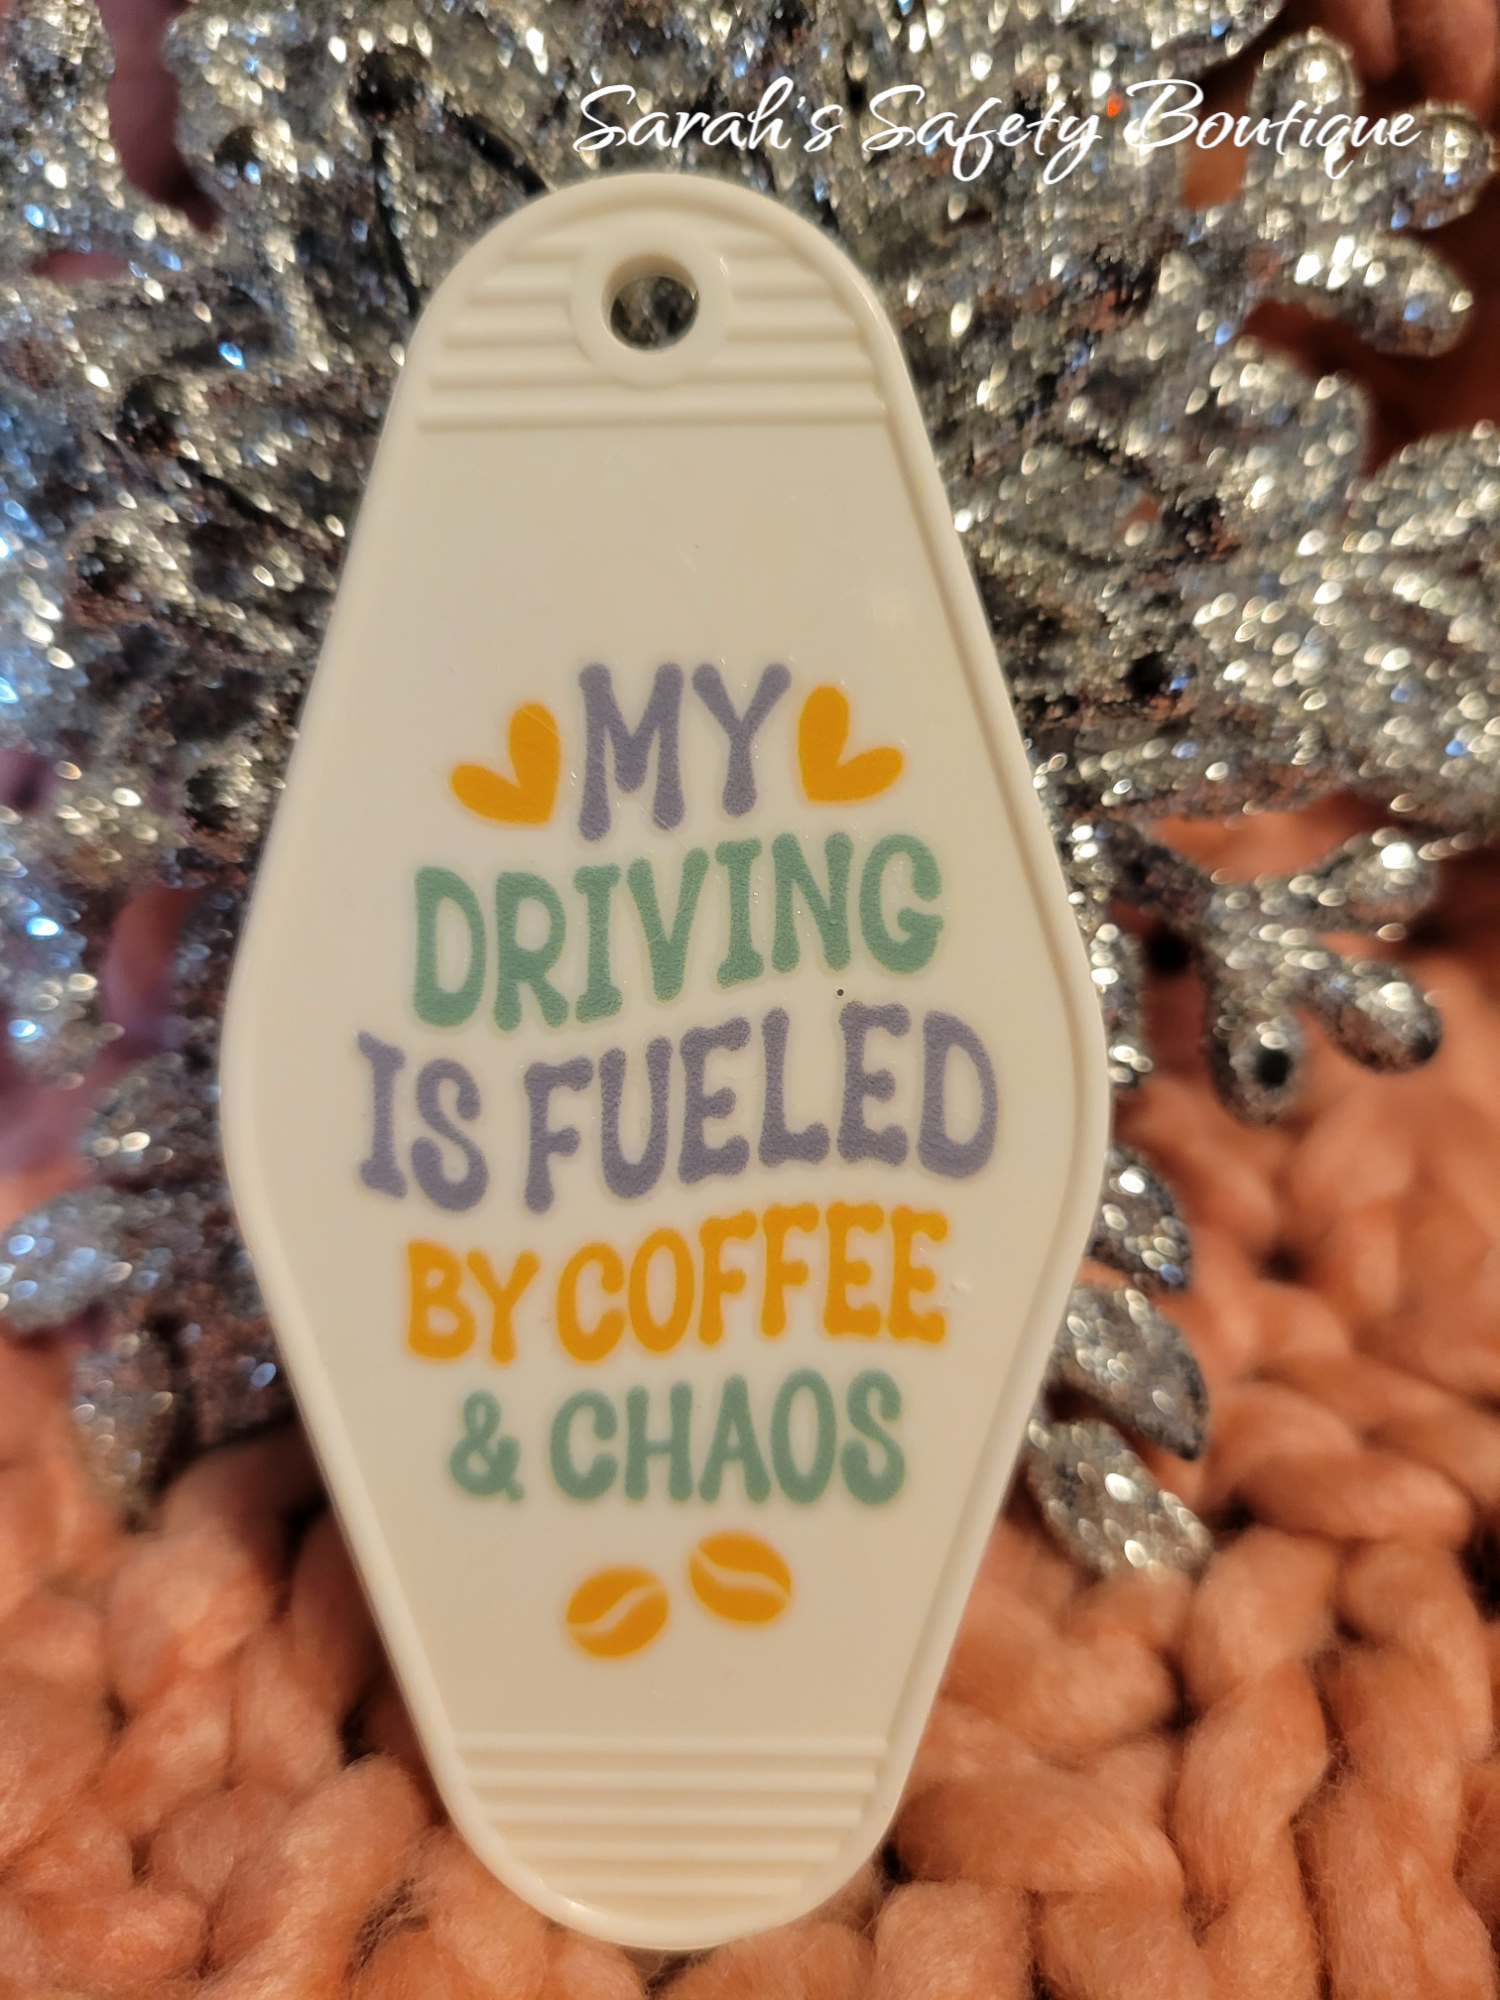 Sarah's Safety Boutique
MY
DRIVING
IS FUELED
BY COFFEE
& CHAOS